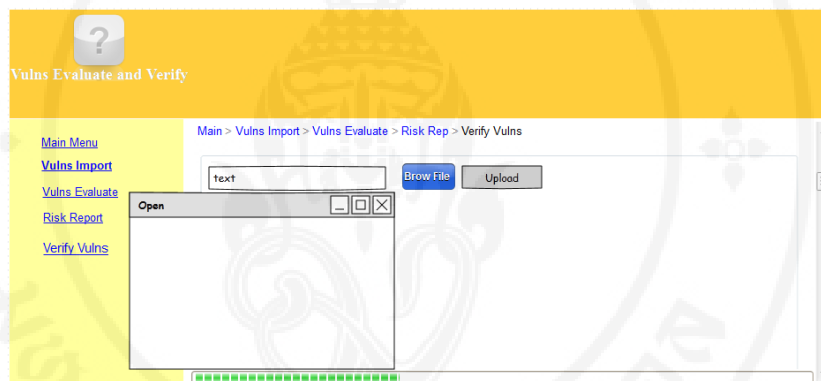 ?
Vulns Evaluate and Verify
Main > Vulns Import > Vulns Evaluate > Risk Rep > Verify Vulns
Main Menu
Vulns Import
Vulns Evaluate
Risk Report
Verify Vulns
text
Brow File
Upload
Open